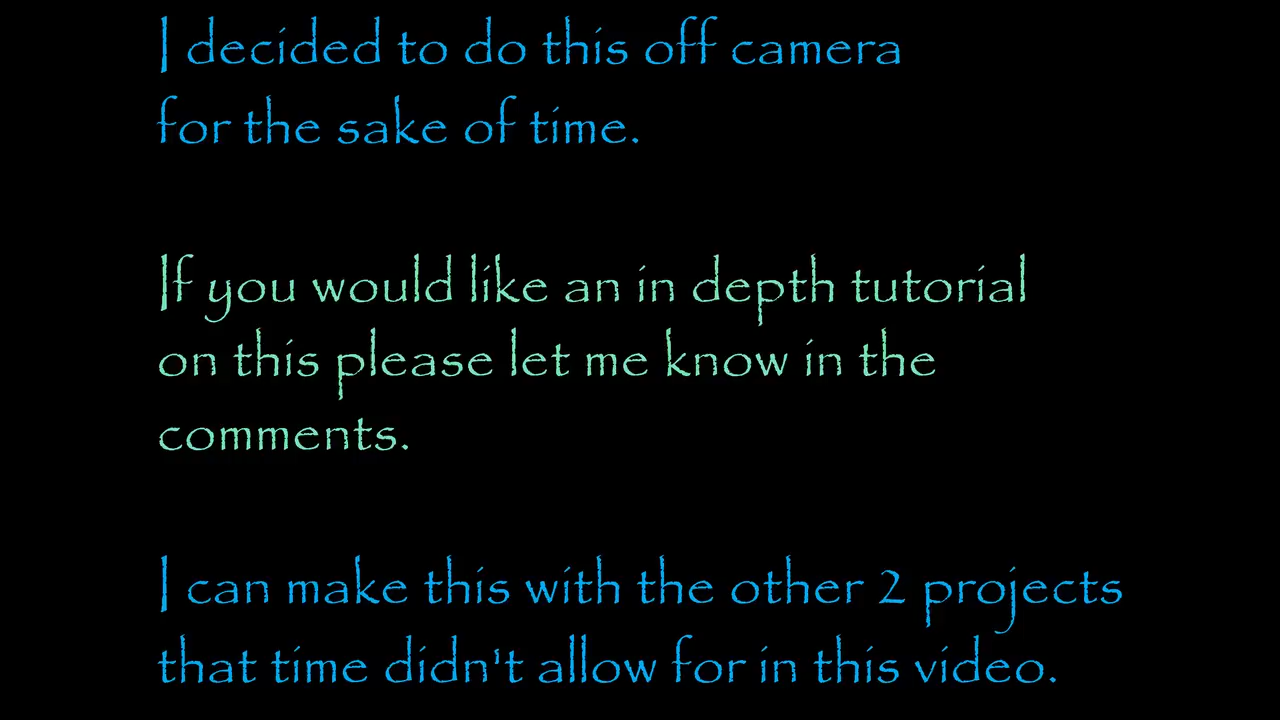 I decided to do this off camera
for the sake of time.
If you would like an in depth tutorial
on this please let me know in the
comments.
I can make this with the other 2 projects
that time didn't allow for in this video.